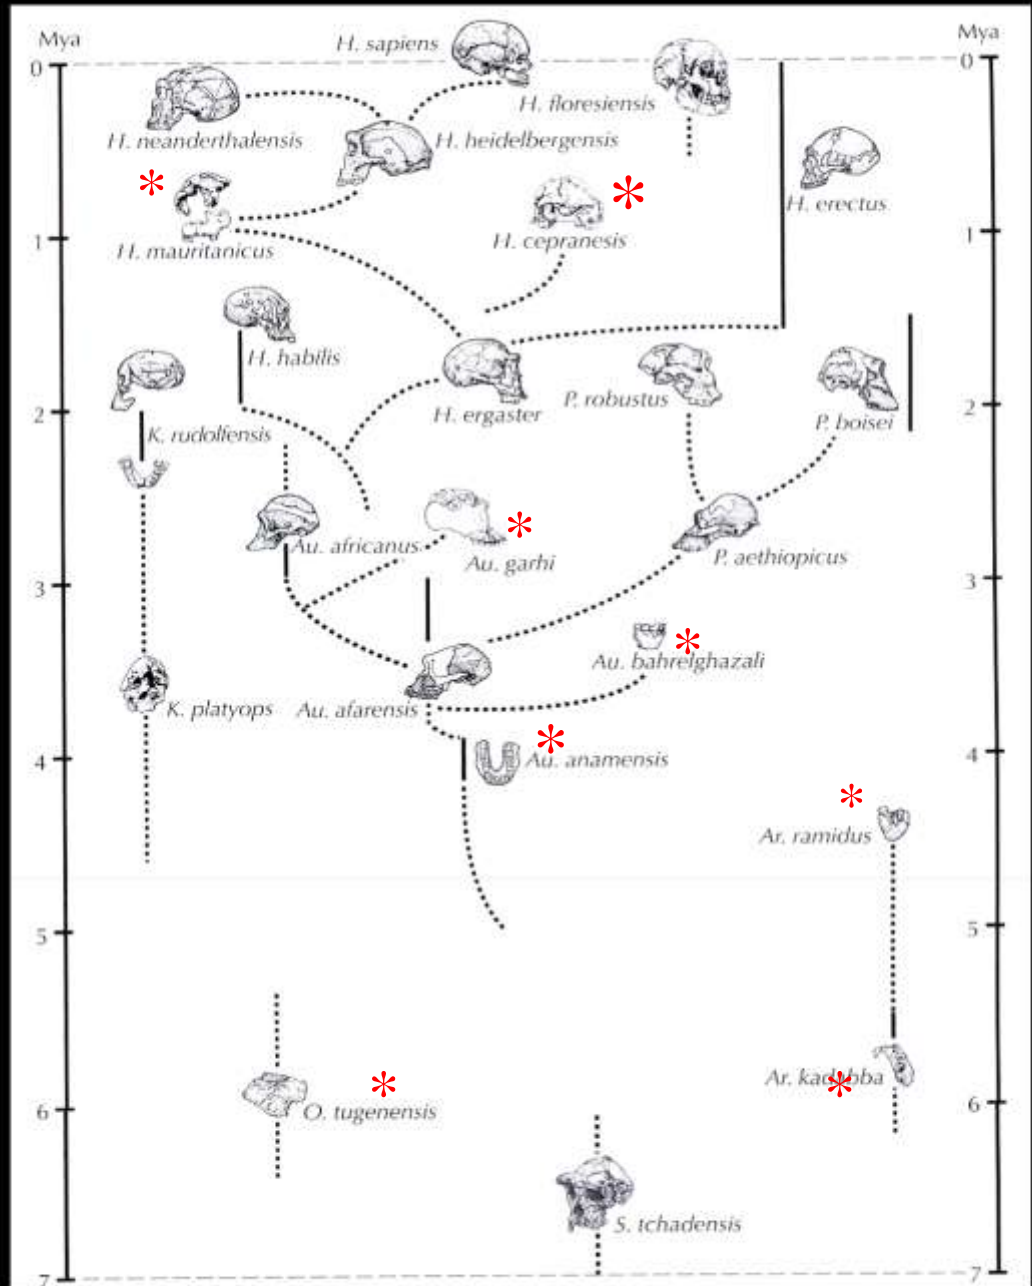 Mya
Mya
H. sapiens
0
0
H. floresiensis
H. neanderthalensis
H. heidelbergensis
*
*
H. erectus
H. cepranesis
1
H. mauritanicus
1
H. habilis
P. robustus
H. ergaster
2
2
P. boisei
K. rudolfensis
*
Au. africanus
Au. garhi
P. aethiopicus
3
3
*
Au. bahrelghazali
K. platyops
Au. afarensis
*
Au. anamensis
4
4
*
Ar. ramidus
5
5
Ar. kadabba
*
*
6
O. tugenensis
6
S. tchadensis
7
7